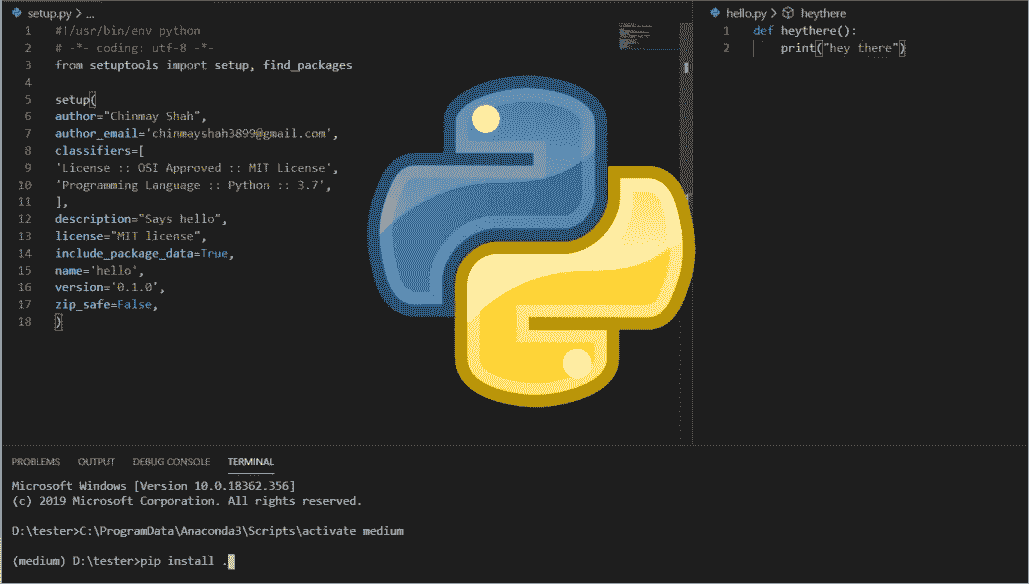 setup.py > ...
1 #!/usr/bin/env python
2 # -*- coding: utf-8 -*-
3 from setuptools import setup, find_packages
4
5 setup(
6 author="Chinmay Shah",
7 author_email='chinmayshah3899@gmail.com',
8 classifiers=[
9 'License :: OSI Approved :: MIT License',
10 'Programming Language :: Python :: 3.7',
11 ],
12 description="Says hello",
13 license="MIT license",
14 include_package_data=True,
15 name='hello',
16 version='0.1.0',
17 zip_safe=False,
18 )
hello.py > heythere
1 def heythere():
2 print("hey there")
PROBLEMS OUTPUT DEBUG CONSOLE TERMINAL
Microsoft Windows [Version 10.0.18362.356]
(c) 2019 Microsoft Corporation. All rights reserved.
D:\tester>C:\ProgramData\Anaconda3\Scripts\activate medium
(medium) D:\tester>pip install .